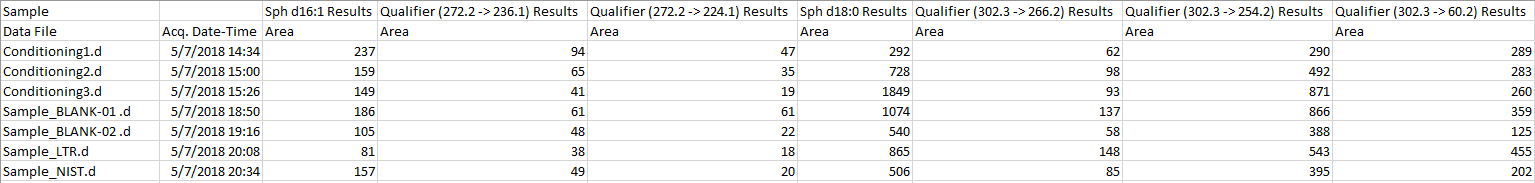 Sample Sph d16:1 Results Qualifier (272.2 -> 236.1) Results Qualifier (272.2 -> 224.1) Results Sph d18:0 Results Qualifier (302.3 -> 266.2) Results Qualifier (302.3 -> 254.2) Results Qualifier (302.3 -> 60.2) Results
Data File Acq. Date-Time Area Area Area Area Area Area Area
Conditioning1.d 5/7/2018 14:34 237 94 47 292 62 290 289
Conditioning2.d 5/7/2018 15:00 159 65 35 728 98 492 283
Conditioning3.d 5/7/2018 15:26 149 41 19 1849 93 871 260
Sample_BLANK-01 .d 5/7/2018 18:50 186 61 61 1074 137 866 359
Sample_BLANK-02 .d 5/7/2018 19:16 105 48 22 540 58 388 125
Sample_LTR.d 5/7/2018 20:08 81 38 18 865 148 543 455
Sample_NIST.d 5/7/2018 20:34 157 49 20 506 85 395 202